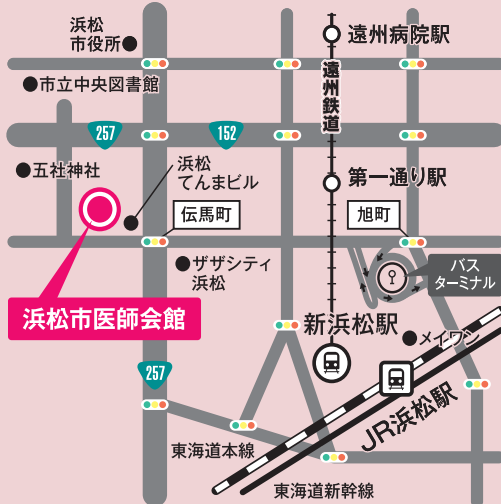 浜松
市役所
遠州病院駅
市立中央図書館
遠州鉄道
257
152
五社神社
浜松
てんまビル
第一通り駅
伝馬町
旭町
ザザシティ
浜松
バス
ターミナル
浜松市医師会館
新浜松駅
メイワン
257
JR浜松駅
東海道本線
東海道新幹線